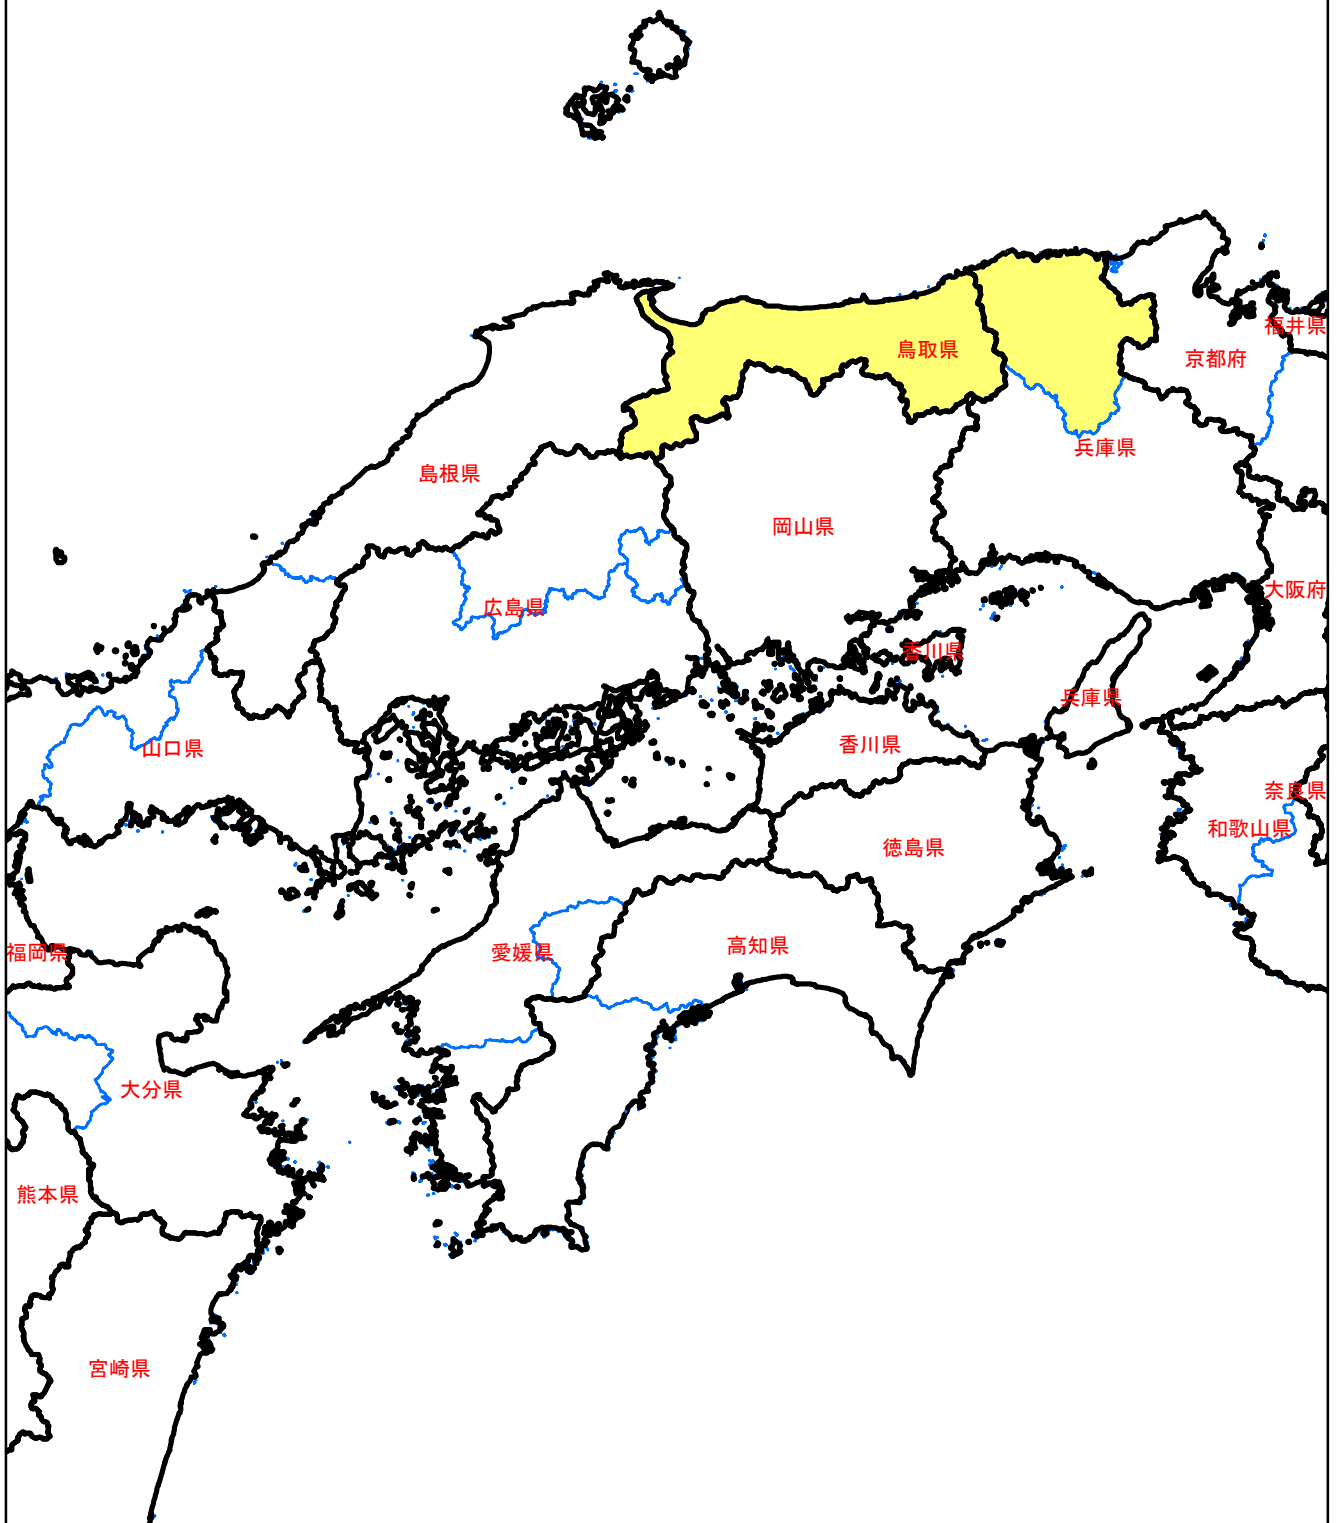 福井県
鳥取県
京都府
兵庫県
島根県
岡山県
大阪府
広島県
香川県
兵庫県
香川県
山口県
奈良県
和歌山県
徳島県
高知県
愛媛県
福岡県
大分県
熊本県
宮崎県